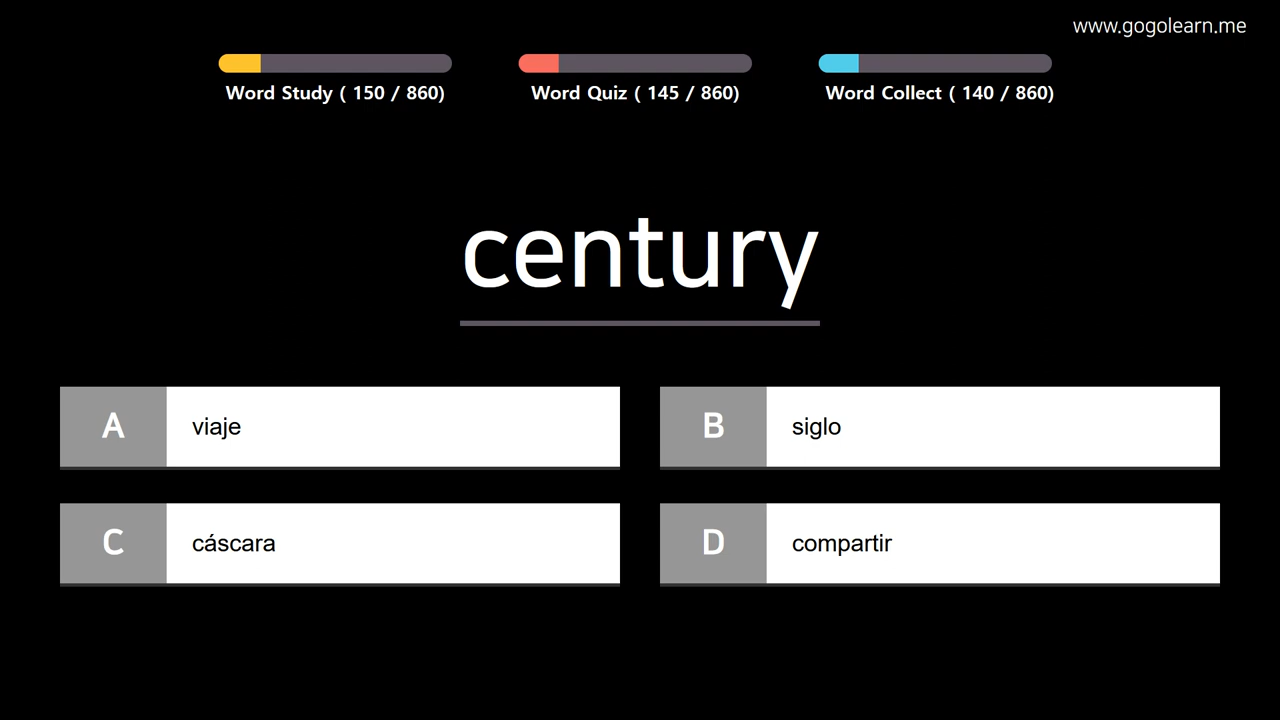 www.gogolearn.me
Word Study ( 150 / 860)
Word Quiz ( 145 / 860)
Word Collect ( 140 / 860)
century
A viaje
B siglo
C cáscara
D compartir